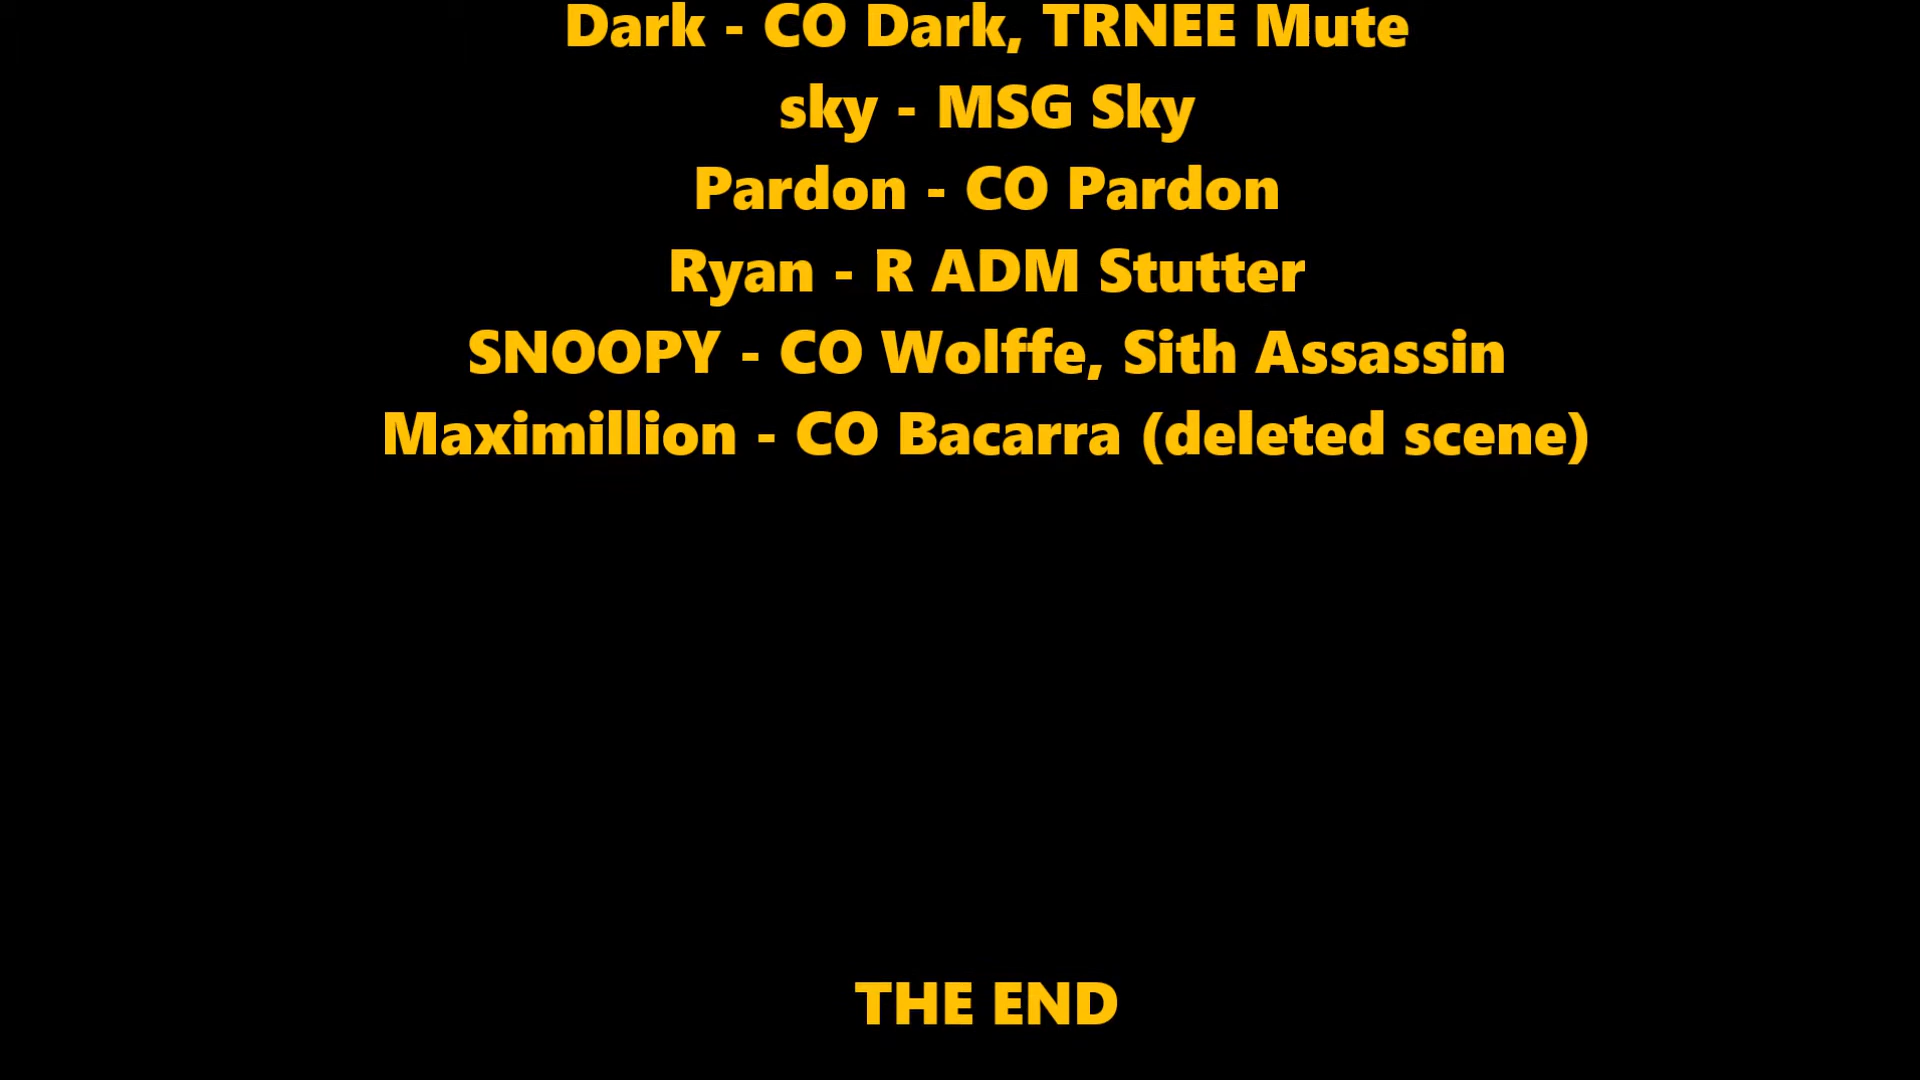 Dark - CO Dark, TRNEE Mute
sky - MSG Sky
Pardon - CO Pardon
Ryan - R ADM Stutter
SNOOPY - CO Wolffe, Sith Assassin
Maximillion - CO Bacarra (deleted scene)
THE END